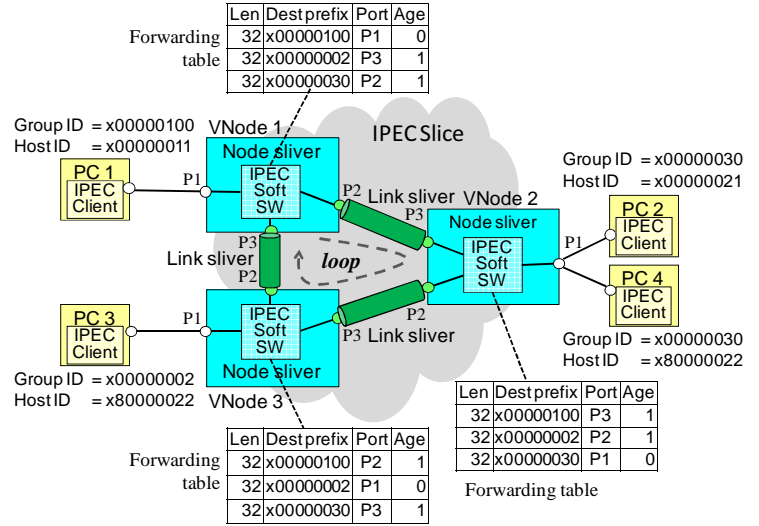 Len Dest prefix Port Age
32 x00000100 P1 0
32 x00000002 P3 1
32 x00000030 P2 1
Forwarding
table
Group ID = x00000100
Host ID = x00000011
VNode 1
Node sliver
IPEC
Soft
SW
PC 1
IPEC
Client
P1
P2
P3
IPEC Slice
Link sliver
P3
VNode 2
Node sliver
IPEC
Soft
SW
P1
P2
Group ID = x00000030
Host ID = x00000021
PC 2
IPEC
Client
PC 4
IPEC
Client
Group ID = x00000030
Host ID = x80000022
Link sliver
loop
P2
P3
Link sliver
PC 3
IPEC
Client
P1
IPEC
Soft
SW
Node sliver
VNode 3
Group ID = x00000002
Host ID = x80000022
Len Dest prefix Port Age
32 x00000100 P3 1
32 x00000002 P2 1
32 x00000030 P1 0
Forwarding table
Forwarding
table
Len Dest prefix Port Age
32 x00000100 P2 1
32 x00000002 P1 0
32 x00000030 P3 1